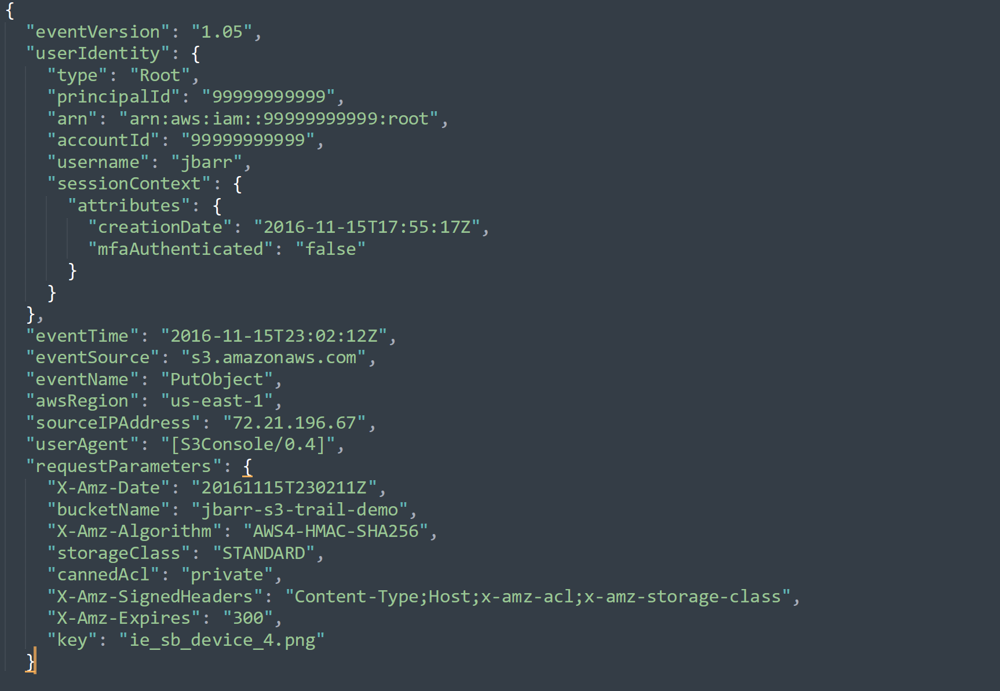 {
"eventVersion": "1.05",
"userIdentity": {
"type": "Root",
"principalId": "99999999999",
"arn": "arn:aws:iam::99999999999:root",
"accountId": "99999999999",
"username": "jbarr",
"sessionContext": {
"attributes": {
"creationDate": "2016-11-15T17:55:17Z",
"mfaAuthenticated": "false"
}
}
},
"eventTime": "2016-11-15T23:02:12Z",
"eventSource": "s3.amazonaws.com",
"eventName": "PutObject",
"awsRegion": "us-east-1",
"sourceIPAddress": "72.21.196.67",
"userAgent": "[S3Console/0.4]",
"requestParameters": {
"X-Amz-Date": "20161115T230211Z",
"bucketName": "jbarr-s3-trail-demo",
"X-Amz-Algorithm": "AWS4-HMAC-SHA256",
"storageClass": "STANDARD",
"cannedAcl": "private",
"X-Amz-SignedHeaders": "Content-Type;Host;x-amz-acl;x-amz-storage-class",
"X-Amz-Expires": "300",
"key": "ie_sb_device_4.png"
}